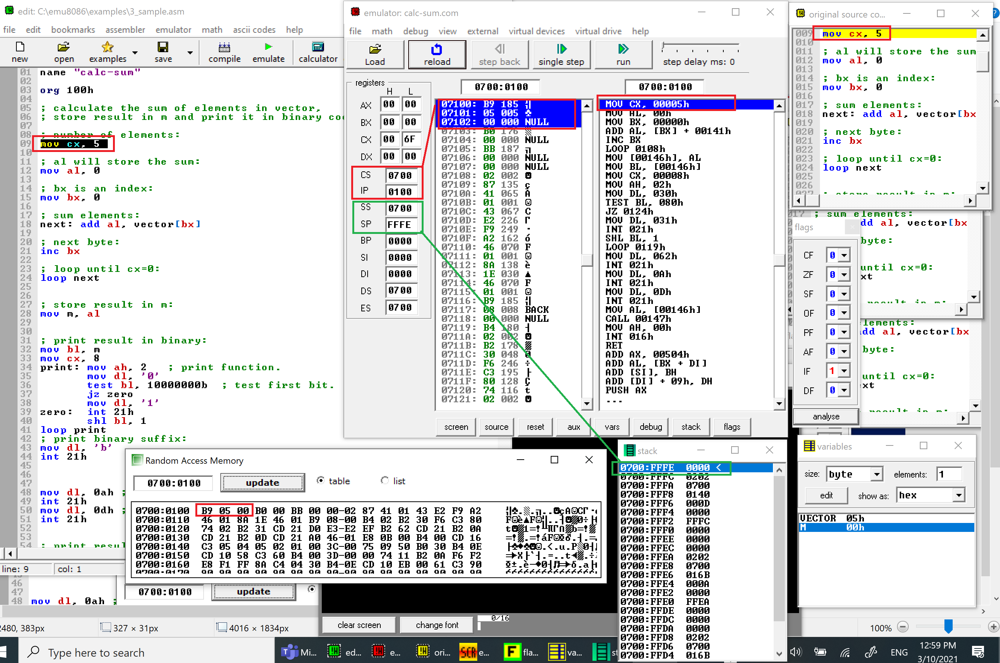 edit: C:\emu8086\examples\3_sample.asm
file edit bookmarks assembler emulator math ascii codes help
new open examples save compile emulate calculator
01 name "calc-sum"
02
03 org 100h
04
05 ; calculate the sum of elements in vector,
06 ; store result in m and print it in binary co
07
08 ; number of elements:
09 mov cx, 5
10
11 ; al will store the sum:
12 mov al, 0
13
14 ; bx is an index:
15 mov bx, 0
16
17 ; sum elements:
18 next: add al, vector[bx]
19
20 ; next byte:
21 inc bx
22
23 ; loop until cx=0:
24 loop next
25
26
27 ; store result in m:
28 mov m, al
29
30
31 ; print result in binary:
32 mov bl, m
33 mov cx, 8
34 print: mov ah, 2 ; print function.
35 mov dl, '0'
36 test bl, 10000000b ; test first bit.
37 jz zero
38 mov dl, '1'
39 zero: int 21h
40 shl bl, 1
41 loop print
42 ; print binary suffix:
43 mov dl, 'b'
44 int 21h
45
46
47
48 mov dl, 0ah ;
49 int 21h
50 mov dl, 0dh ;
51 int 21h
52
53
54 ; print resu
line: 9 col: 1
46
47
48 mov dl, 0ah ;
0700:0100 update
2480, 383px 327 × 31px 4016 × 1834px
emulator: calc-sum.com
file math debug view external virtual devices virtual drive help
Load reload step back single step run step delay ms: 0
registers
H L
AX 00 00
BX 00 00
CX 00 6F
DX 00 00
CS 0700
IP 0100
SS 0700
SP FFFE
BP 0000
SI 0000
DI 0000
DS 0700
ES 0700
0700:0100
07100: B9 185 ╣
07101: 05 005 ♣
07102: 00 000 NULL
07103: B0 176 ░
07104: 00 000 NULL
07105: BB 187 ╗
07106: 00 000 NULL
07107: 00 000 NULL
07108: 02 002 ☻
07109: 87 135 ç
0710A: 41 065 A
0710B: 01 001 ☺
0710C: 43 067 C
0710D: E2 226 Γ
0710E: F9 249 ∙
0710F: A2 162 ó
07110: 46 070 F
07111: 01 001 ☺
07112: 8A 138 è
07113: 1E 030 ▲
07114: 46 070 F
07115: 01 001 ☺
07116: B9 185 ╣
07117: 08 008 BACK
07118: 00 000 NULL
07119: B4 180 ┤
0711A: 02 002 ☻
0711B: B2 178 ▓
0711C: 30 048 0
0711D: F6 246 ÷
0711E: C3 195 ├
0711F: 80 128 Ç
07120: 74 116 t
07121: 02 002 ☻
0700:0100
MOV CX, 00005h
MOV AL, 00h
MOV BX, 00000h
ADD AL, [BX] + 00141h
INC BX
LOOP 0108h
MOV [00146h], AL
MOV BL, [00146h]
MOV CX, 00008h
MOV AH, 02h
MOV DL, 030h
TEST BL, 080h
JZ 0124h
MOV DL, 031h
INT 021h
SHL BL, 1
LOOP 0119h
MOV DL, 062h
INT 021h
MOV DL, 0Ah
INT 021h
MOV DL, 0Dh
INT 021h
MOV AL, [00146h]
CALL 00147h
MOV AH, 00h
INT 016h
RET
ADD AX, 00504h
ADD AL, [BX + DI]
ADD [SI], BH
ADD [DI] + 09h, DH
PUSH AX
...
screen source reset aux vars debug stack flags
Random Access Memory
0700:0100 update table list
0700:0100 B9 05 00 B0 00 BB 00 00-02 87 41 01 43 E2 F9 A2
0700:0110 46 01 8A 1E 46 01 B9 08-00 B4 02 B2 30 F6 C3 80
0700:0120 74 02 B2 31 CD 21 D0 E3-E2 EF B2 62 CD 21 B2 0A
0700:0130 CD 21 B2 0D CD 21 A0 46-01 E8 0B 00 B4 00 CD 16
0700:0140 C3 05 04 05 02 01 00 3C-00 75 09 50 B0 30 B4 0E
0700:0150 CD 10 58 C3 60 B4 00 3D-00 00 74 11 B2 0A F6 F2
0700:0160 E8 F1 FF 8A C4 04 30 B4-0E CD 10 EB 00 61 C3 90
0700:0170 90 90 90 90 90 90 90 90-90 90 90 90 90 90 90 90
clear screen change font 0/16
stack
0700:FFFE 0000 <
0700:FFFC 0202
0700:FFFA 0700
0700:FFF8 0140
0700:FFF6 000D
0700:FFF4 0000
0700:FFF2 FFFC
0700:FFF0 0000
0700:FFEE 0000
0700:FFEC 0000
0700:FFEA 0202
0700:FFE8 0700
0700:FFE6 016B
0700:FFE4 000A
0700:FFE2 0000
0700:FFE0 FFEA
0700:FFDE 0000
0700:FFDC 0000
0700:FFDA 0000
0700:FFD8 0202
0700:FFD6 0700
0700:FFD4 016B
original source co...
009 mov cx, 5
010
011 ; al will store the sum
012 mov al, 0
013
014 ; bx is an index:
015 mov bx, 0
016
017 ; sum elements:
018 next: add al, vector[bx
019
020 ; next byte:
021 inc bx
022
023 ; loop until cx=0:
024 loop next
025
026
027 ; store result in m:
017 ; sum elements:
dd al, vector[bx
byte:
until cx=0:
xt
result in m:
lements:
dd al, vector[bx
byte:
until cx=0:
xt
result in m:
flags
CF 0
ZF 0
SF 0
OF 0
PF 0
AF 0
IF 1
DF 0
analyse
variables
size: byte elements: 1
edit show as: hex
VECTOR 05h
M 00h
100%
Type here to search
Mi... ed... e... ori... SCR e... F fla... va... st
ENG
12:59 PM
3/10/2021